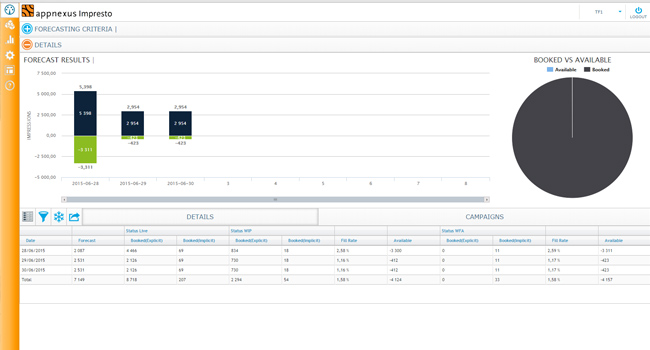 appnexus Impresto
TF1
LOGOUT
FORECASTING CRITERIA |
DETAILS
FORECAST RESULTS |
BOOKED VS AVAILABLE
Available Booked
IMPRESSIONS
7 500,00
5 000,00
2 500,00
0,00
-2 500,00
-5 000,00
5,398
5 398
-3 311
-3,311
2,954
2 954
-423
-423
2,954
2 954
-423
-423
2015-06-28 2015-06-29 2015-06-30 3 4 5 6 7 8
DETAILS CAMPAIGNS
Status Live Status WIP Status WFA
Date Forecast Booked(Explicit) Booked(Implicit) Booked(Explicit) Booked(Implicit) Fill Rate Available Booked(Explicit) Booked(Implicit) Fill Rate Available
28/06/2015 2 087 4 466 69 834 18 2,58 % -3 300 0 11 2,59 % -3 311
29/06/2015 2 531 2 126 69 730 18 1,16 % -412 0 11 1,17 % -423
30/06/2015 2 531 2 126 69 730 18 1,16 % -412 0 11 1,17 % -423
Total: 7 149 8 718 207 2 294 54 1,58 % -4 124 0 33 1,58 % -4 157